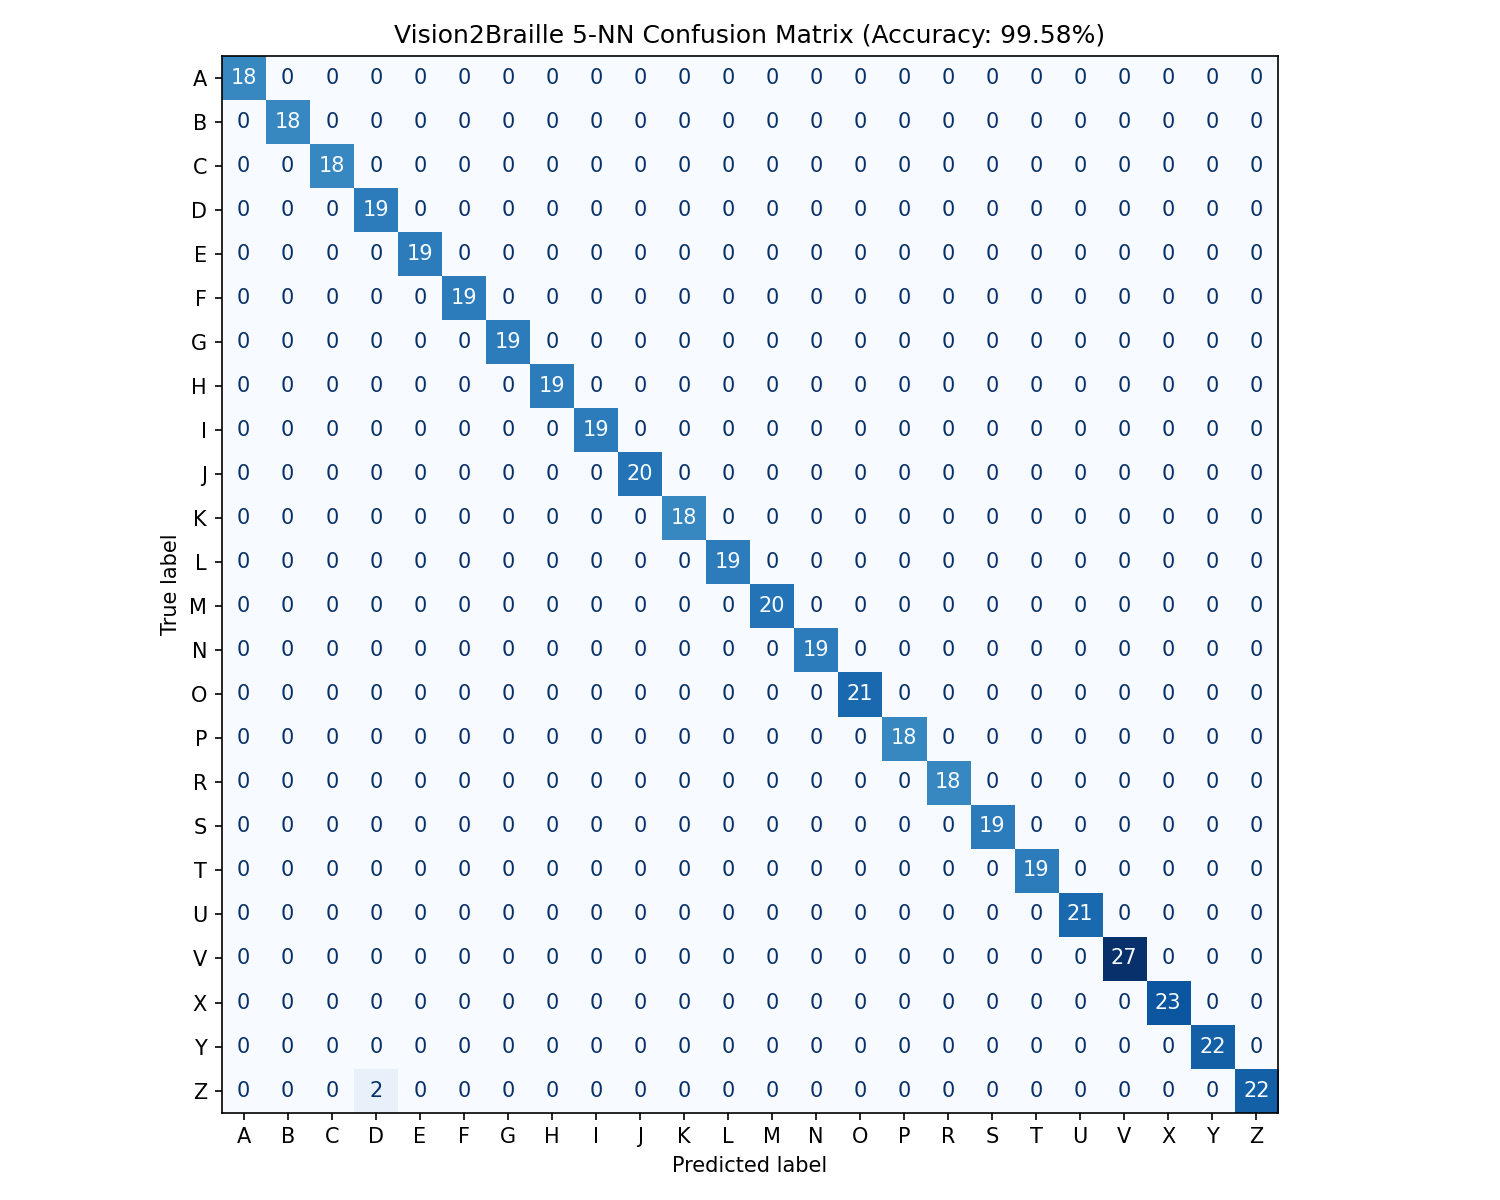 Vision2Braille 5-NN Confusion Matrix (Accuracy: 99.58%)
A 18 0 0 0 0 0 0 0 0 0 0 0 0 0 0 0 0 0 0 0 0 0 0 0
B 0 18 0 0 0 0 0 0 0 0 0 0 0 0 0 0 0 0 0 0 0 0 0 0
C 0 0 18 0 0 0 0 0 0 0 0 0 0 0 0 0 0 0 0 0 0 0 0 0
D 0 0 0 19 0 0 0 0 0 0 0 0 0 0 0 0 0 0 0 0 0 0 0 0
E 0 0 0 0 19 0 0 0 0 0 0 0 0 0 0 0 0 0 0 0 0 0 0 0
F 0 0 0 0 0 19 0 0 0 0 0 0 0 0 0 0 0 0 0 0 0 0 0 0
G 0 0 0 0 0 0 19 0 0 0 0 0 0 0 0 0 0 0 0 0 0 0 0 0
H 0 0 0 0 0 0 0 19 0 0 0 0 0 0 0 0 0 0 0 0 0 0 0 0
I 0 0 0 0 0 0 0 0 19 0 0 0 0 0 0 0 0 0 0 0 0 0 0 0
J 0 0 0 0 0 0 0 0 0 20 0 0 0 0 0 0 0 0 0 0 0 0 0 0
K 0 0 0 0 0 0 0 0 0 0 18 0 0 0 0 0 0 0 0 0 0 0 0 0
L 0 0 0 0 0 0 0 0 0 0 0 19 0 0 0 0 0 0 0 0 0 0 0 0
M 0 0 0 0 0 0 0 0 0 0 0 0 20 0 0 0 0 0 0 0 0 0 0 0
N 0 0 0 0 0 0 0 0 0 0 0 0 0 19 0 0 0 0 0 0 0 0 0 0
O 0 0 0 0 0 0 0 0 0 0 0 0 0 0 21 0 0 0 0 0 0 0 0 0
P 0 0 0 0 0 0 0 0 0 0 0 0 0 0 0 18 0 0 0 0 0 0 0 0
R 0 0 0 0 0 0 0 0 0 0 0 0 0 0 0 0 18 0 0 0 0 0 0 0
S 0 0 0 0 0 0 0 0 0 0 0 0 0 0 0 0 0 19 0 0 0 0 0 0
T 0 0 0 0 0 0 0 0 0 0 0 0 0 0 0 0 0 0 19 0 0 0 0 0
U 0 0 0 0 0 0 0 0 0 0 0 0 0 0 0 0 0 0 0 21 0 0 0 0
V 0 0 0 0 0 0 0 0 0 0 0 0 0 0 0 0 0 0 0 0 27 0 0 0
X 0 0 0 0 0 0 0 0 0 0 0 0 0 0 0 0 0 0 0 0 0 23 0 0
Y 0 0 0 0 0 0 0 0 0 0 0 0 0 0 0 0 0 0 0 0 0 0 22 0
Z 0 0 0 2 0 0 0 0 0 0 0 0 0 0 0 0 0 0 0 0 0 0 0 22
A B C D E F G H I J K L M N O P R S T U V X Y Z
Predicted label
True label